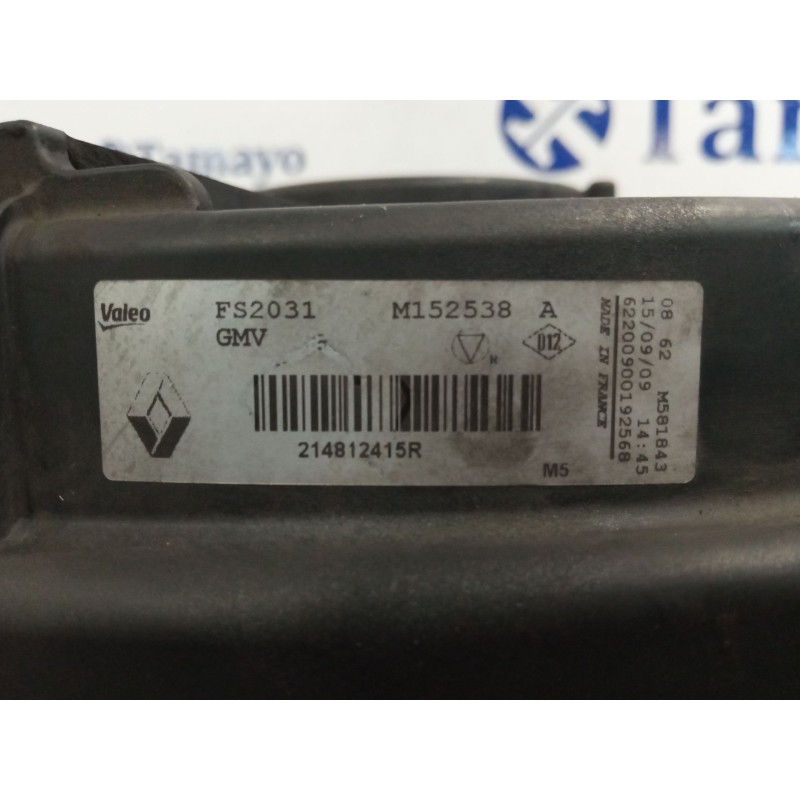 Tamayo
Tam
Valeo
FS2031
M152538 A
GMV
D12
214812415R
M5
08 62 M581843
15/09/09 14:45
62200900192568
MADE IN FRANCE